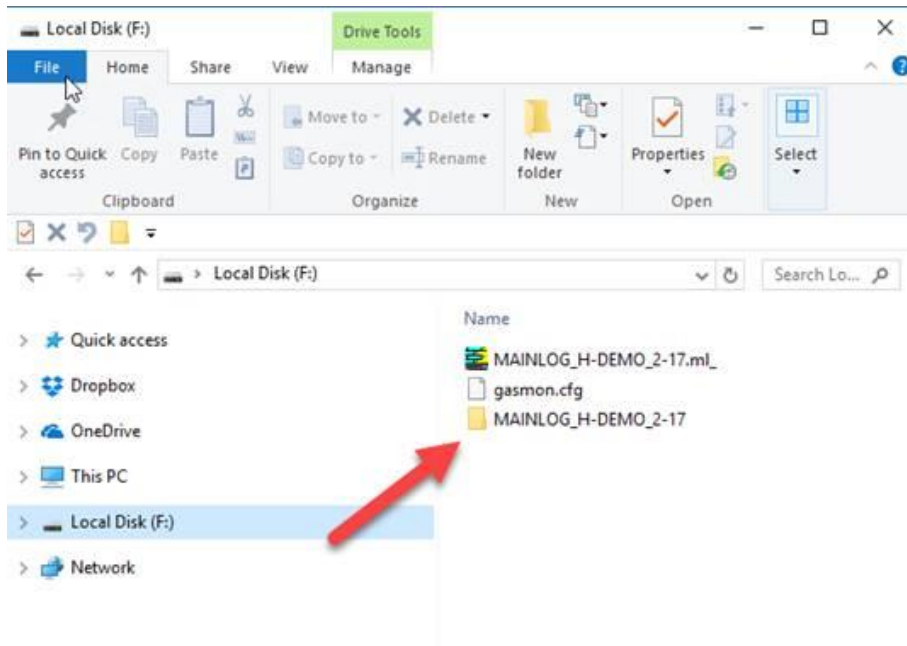 Local Disk (F:)
Drive Tools
File Home Share View Manage
Pin to Quick access
Copy
Paste
Move to
Copy to
Delete
Rename
New folder
Properties
Select
Clipboard Organize New Open
Local Disk (F:)
Search Lo...
Quick access
Dropbox
OneDrive
This PC
Local Disk (F:)
Network
Name
MAINLOG_H-DEMO_2-17.ml_
gasmon.cfg
MAINLOG_H-DEMO_2-17